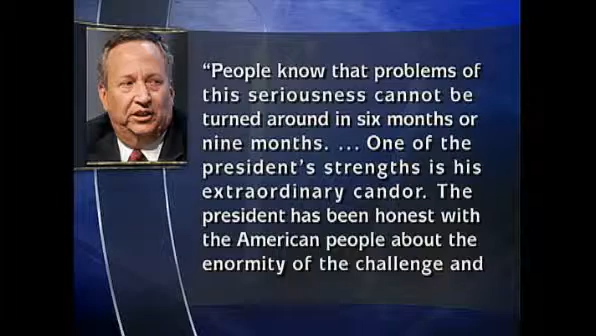 “People know that problems of
this seriousness cannot be
turned around in six months or
nine months. ... One of the
president’s strengths is his
extraordinary candor. The
president has been honest with
the American people about the
enormity of the challenge and